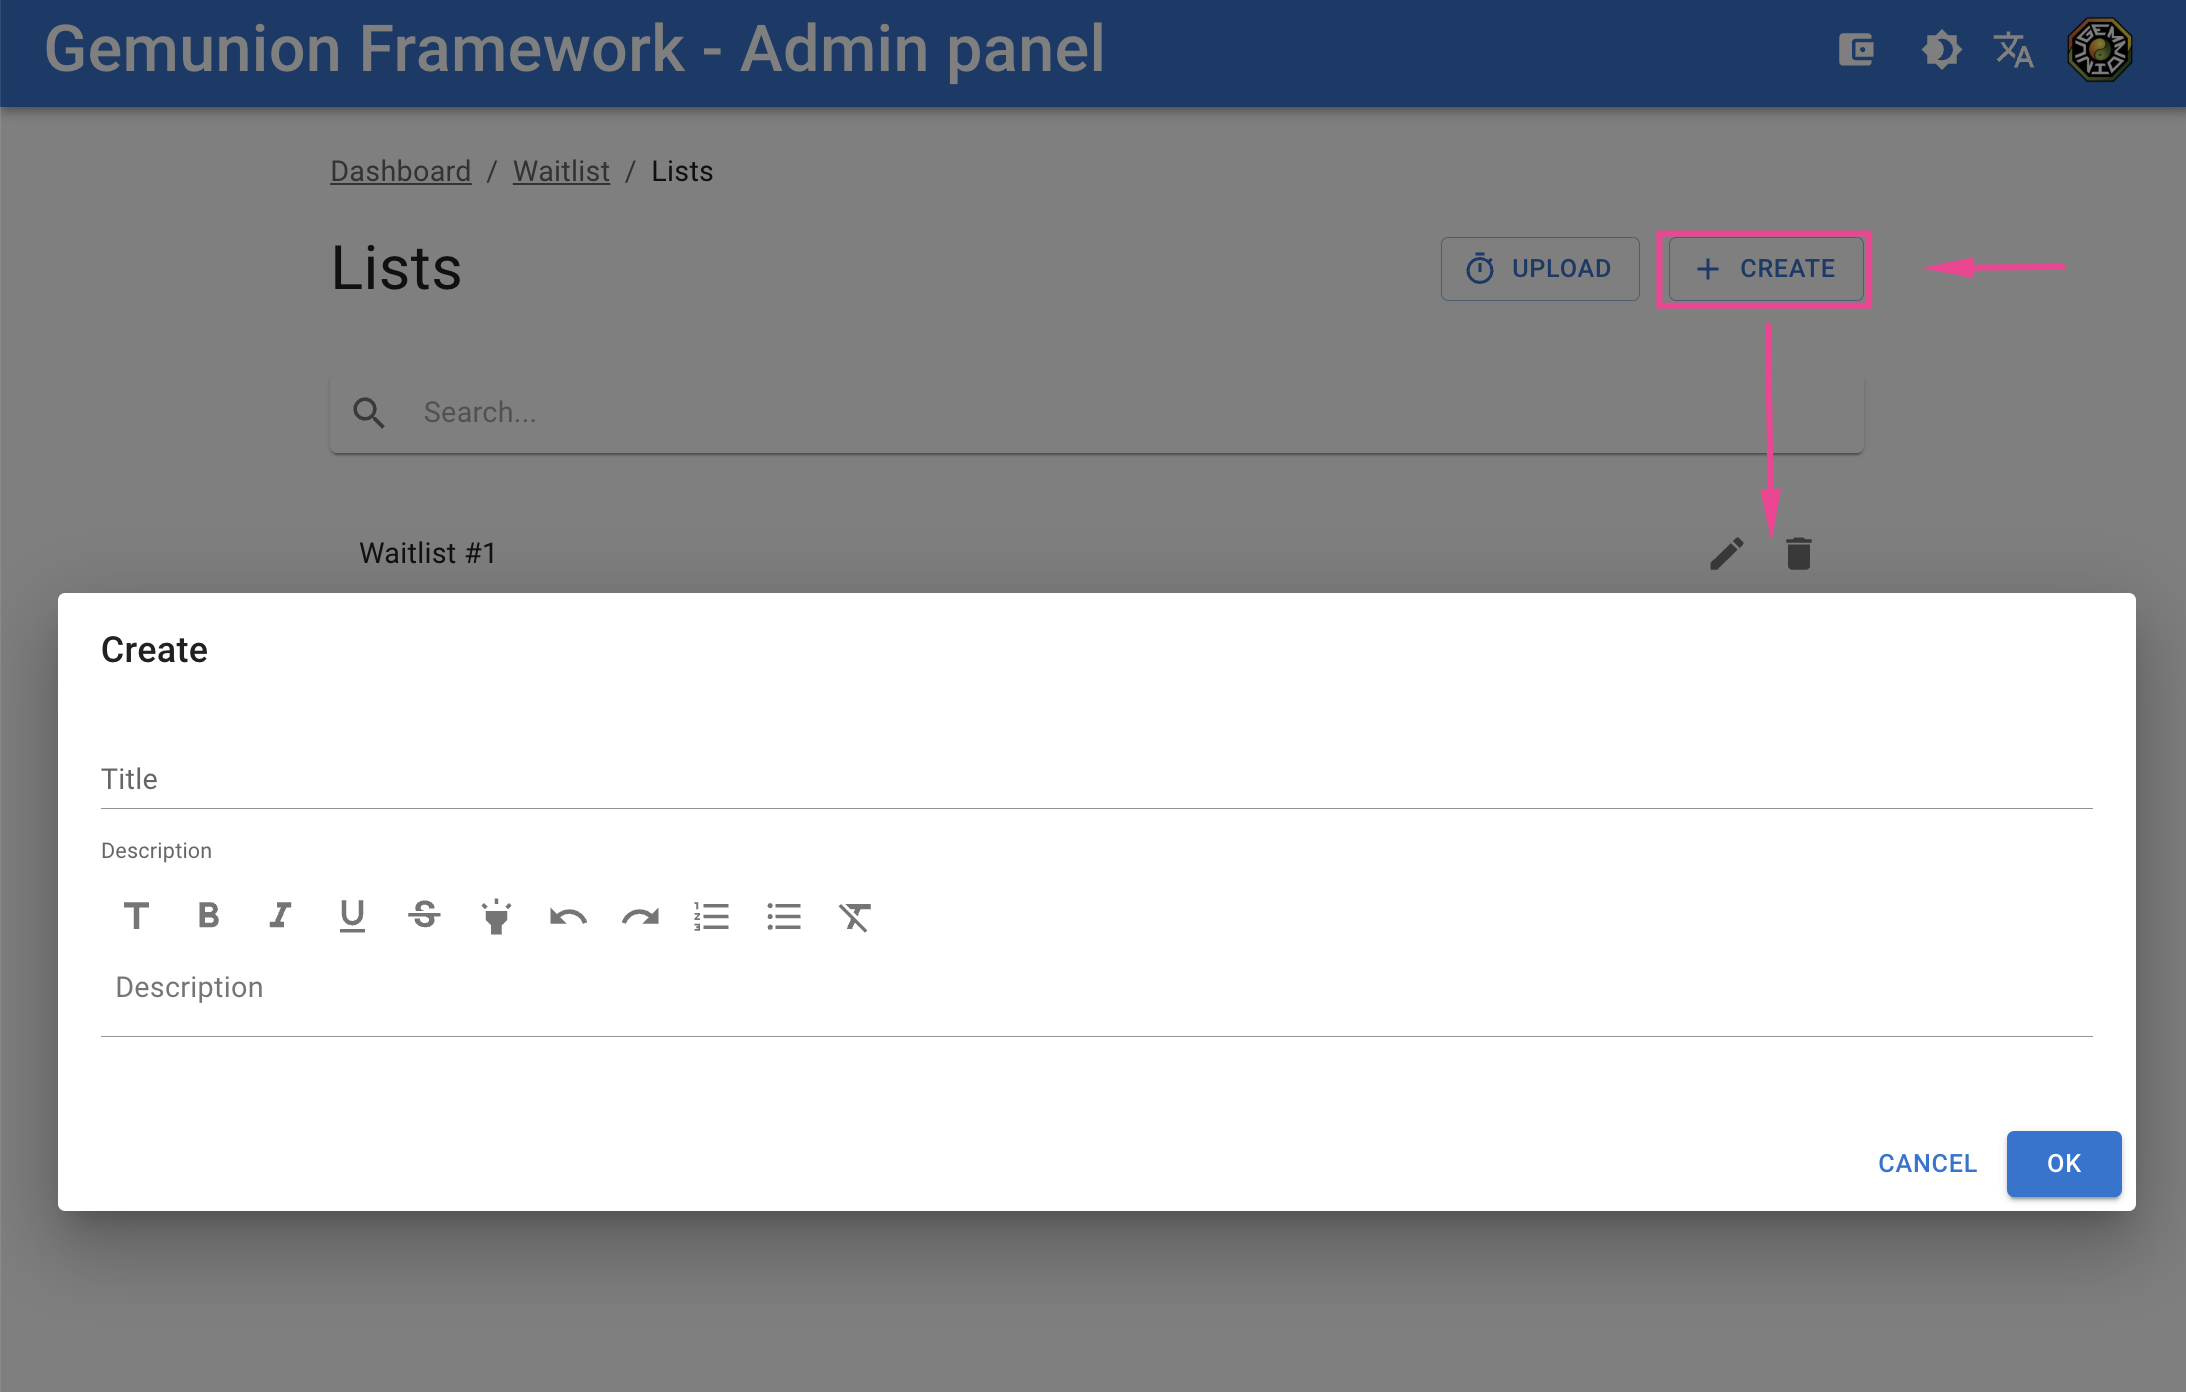 Gemunion Framework - Admin panel
Dashboard / Waitlist / Lists
Lists
UPLOAD
+ CREATE
Search...
Waitlist #1
Create
Title
Description
Description
CANCEL
OK